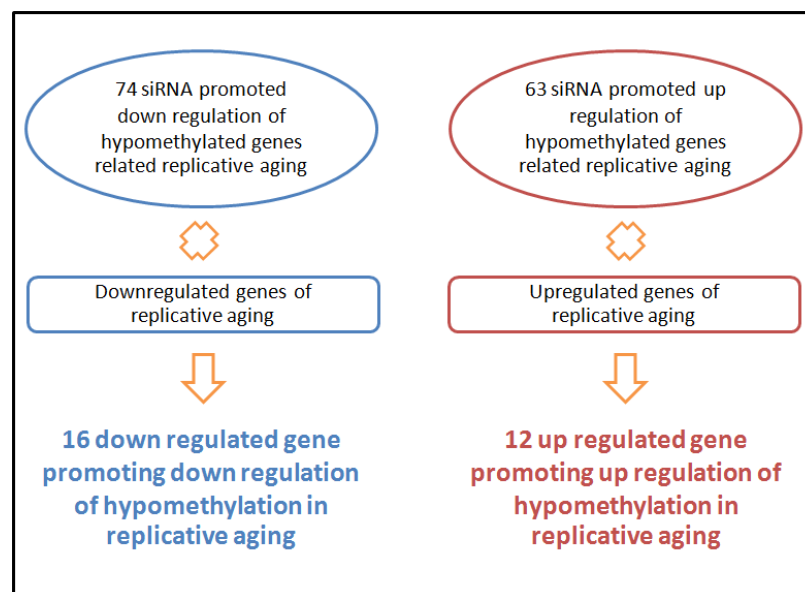 74 siRNA promoted
down regulation of
hypomethylated genes
related replicative aging
Downregulated genes of
replicative aging
16 down regulated gene
promoting down regulation
of hypomethylation in
replicative aging
63 siRNA promoted up
regulation of
hypomethylated genes
related replicative aging
Upregulated genes of
replicative aging
12 up regulated gene
promoting up regulation of
hypomethylation in
replicative aging